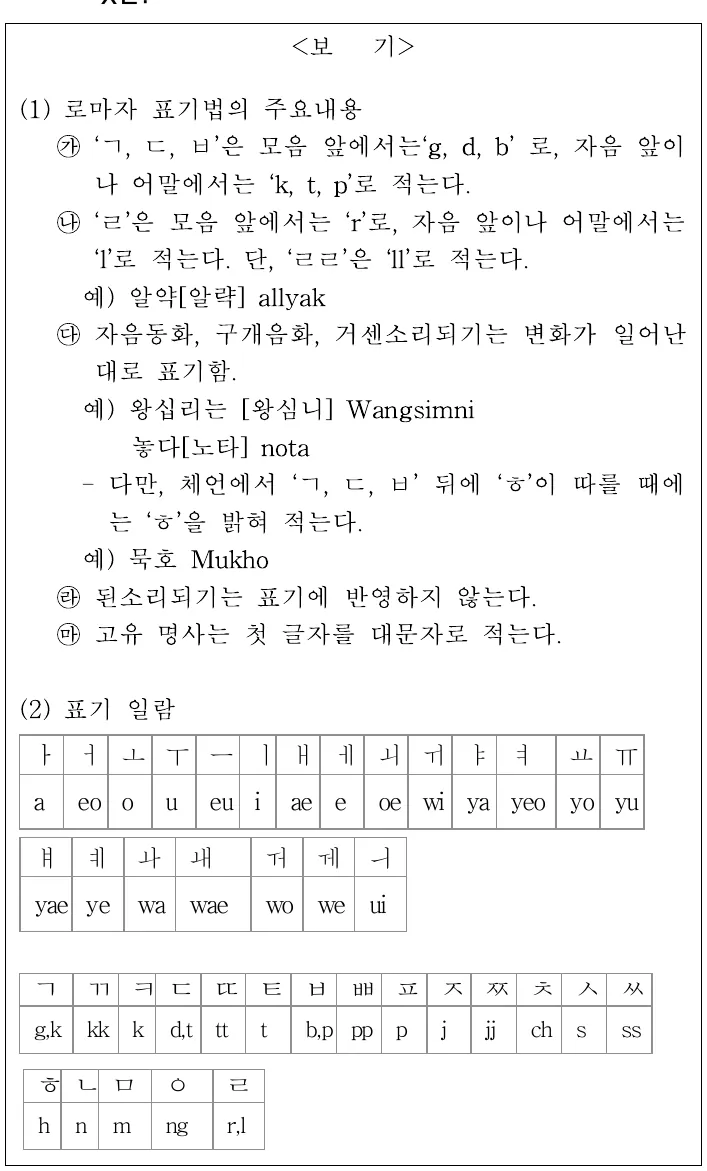 <보 기>
(1) 로마자 표기법의 주요내용
㉮ ‘ㄱ, ㄷ, ㅂ’은 모음 앞에서는‘g, d, b’ 로, 자음 앞이
나 어말에서는 ‘k, t, p’로 적는다.
㉯ ‘ㄹ’은 모음 앞에서는 ‘r’로, 자음 앞이나 어말에서는
‘l’로 적는다. 단, ‘ㄹㄹ’은 ‘ll’로 적는다.
예) 알약[알략] allyak
㉰ 자음동화, 구개음화, 거센소리되기는 변화가 일어난
대로 표기함.
예) 왕십리는 [왕심니] Wangsimni
놓다[노타] nota
- 다만, 체언에서 ‘ㄱ, ㄷ, ㅂ’ 뒤에 ‘ㅎ’이 따를 때에
는 ‘ㅎ’을 밝혀 적는다.
예) 묵호 Mukho
㉱ 된소리되기는 표기에 반영하지 않는다.
㉲ 고유 명사는 첫 글자를 대문자로 적는다.
(2) 표기 일람
ㅏ ㅓ ㅗ ㅜ ㅡ ㅣ ㅐ ㅔ ㅚ ㅟ ㅑ ㅕ ㅛ ㅠ
a eo o u eu i ae e oe wi ya yeo yo yu
ㅒ ㅖ ㅘ ㅙ ㅝ ㅞ ㅢ
yae ye wa wae wo we ui
ㄱ ㄲ ㅋ ㄷ ㄸ ㅌ ㅂ ㅃ ㅍ ㅈ ㅉ ㅊ ㅅ ㅆ
g,k kk k d,t tt t b,p pp p j jj ch s ss
ㅎ ㄴ ㅁ ㅇ ㄹ
h n m ng r,l